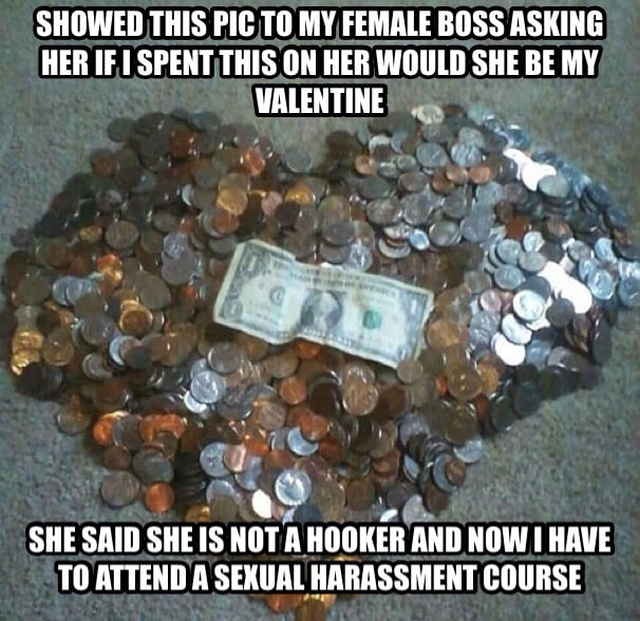 SHOWED THIS PIC TO MY FEMALE BOSS ASKING
HER IF I SPENT THIS ON HER WOULD SHE BE MY
VALENTINE
SHE SAID SHE IS NOT A HOOKER AND NOW I HAVE
TO ATTEND A SEXUAL HARASSMENT COURSE